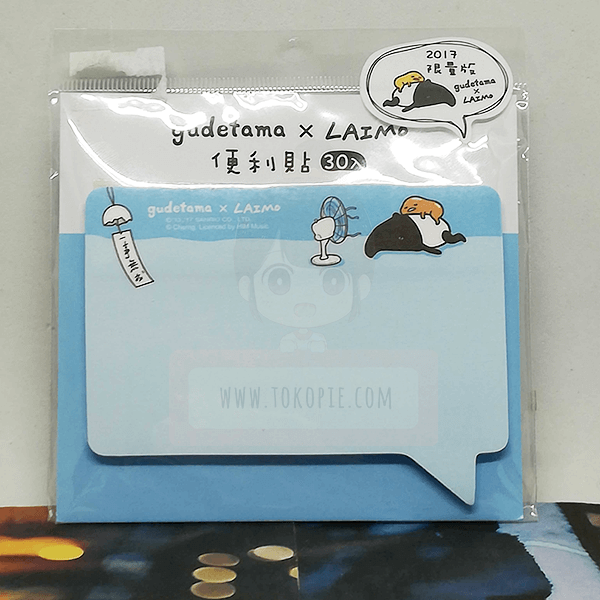 2017
限量版
gudetama
×
LAIMO
gudetama × LAIMO
便利貼 30入
gudetama × LAIMO
WWW.TOKOPIE.COM